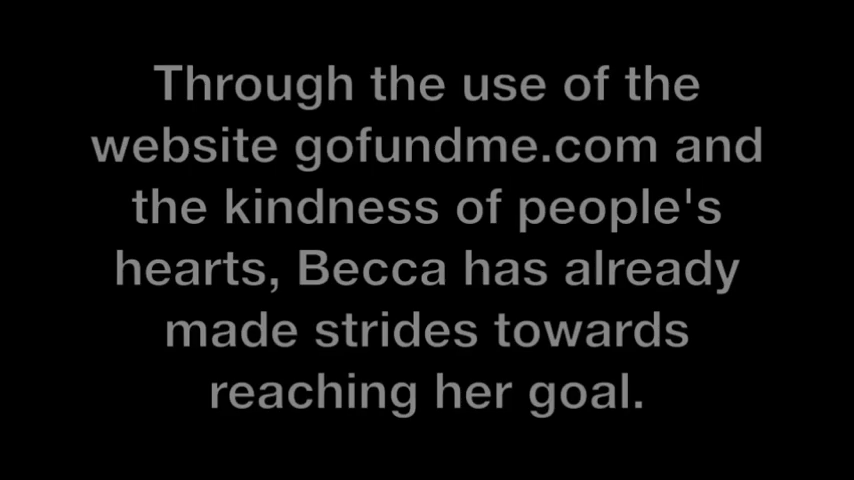 Through the use of the
website gofundme.com and
the kindness of people's
hearts, Becca has already
made strides towards
reaching her goal.